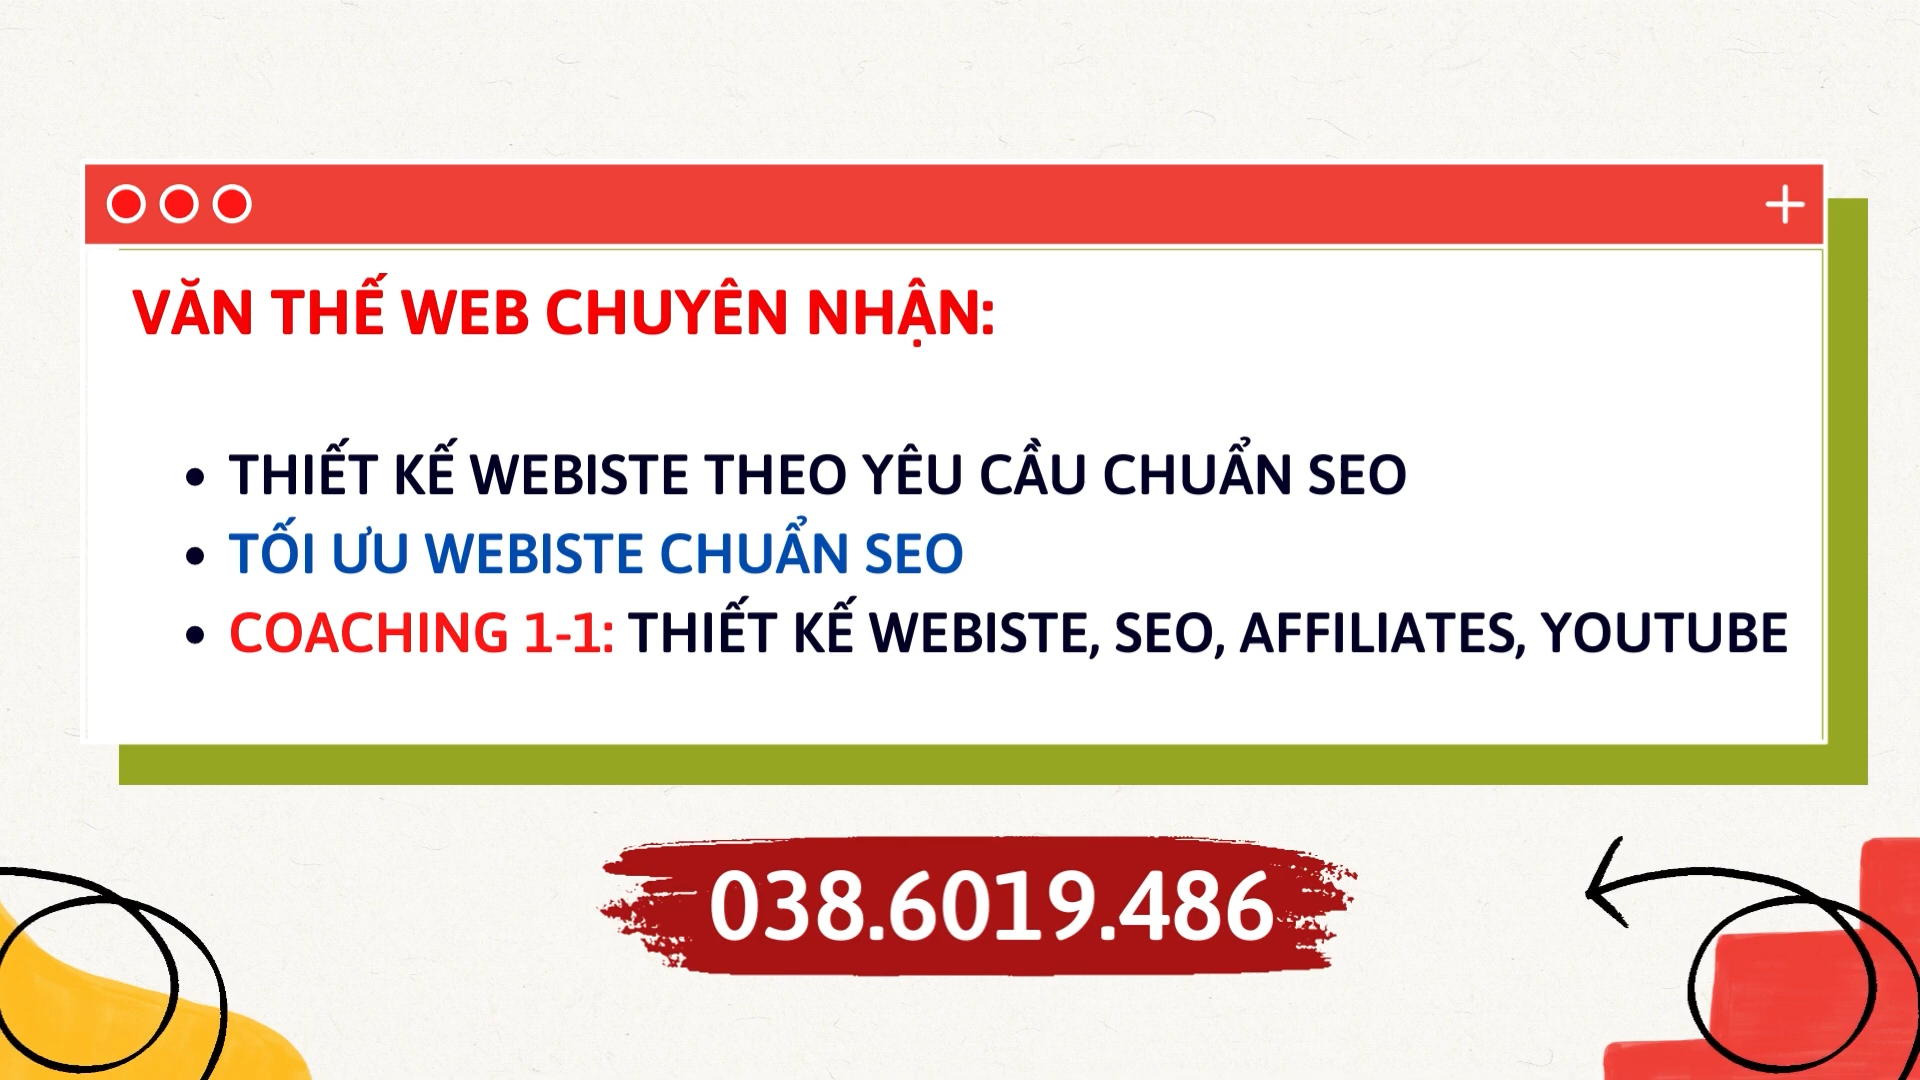 VĂN THẾ WEB CHUYÊN NHẬN:
• THIẾT KẾ WEBISTE THEO YÊU CẦU CHUẨN SEO
• TỐI ƯU WEBISTE CHUẨN SEO
• COACHING 1-1: THIẾT KẾ WEBISTE, SEO, AFFILIATES, YOUTUBE
038.6019.486